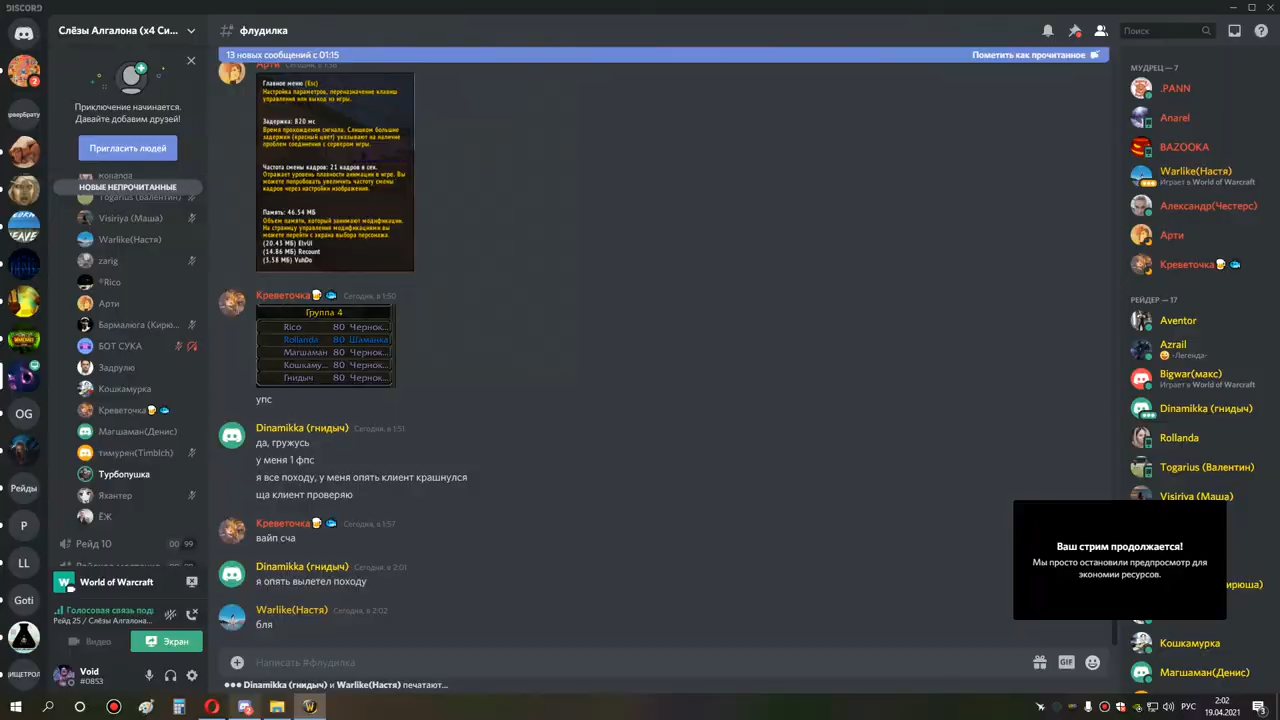 DISCORD
Слёзы Алгалона (x4 Си...
флудилка
Поиск
13 новых сообщений с 01:15
Пометить как прочитанное
Приключение начинается.
Давайте добавим друзей!
Пригласить людей
НОВЫЕ НЕПРОЧИТАННЫЕ
Togarius (Валентин)
Visiriya (Маша)
Warlike(Настя)
zarig
*Rico
Арти
Бармалюга (Кирю...
БОТ СУКА
Задрулю
Кошкамурка
Креветочка
Магшаман(Денис)
тимурян(Timblch)
Турбопушка
Яхантер
ЁЖ
Рейд 10
00 99
World of Warcraft
Голосовая связь подı
Рейд 25 / Слёзы Алгалона...
Видео
Экран
Void
#0853
OG
Рейды
P
LL
Goti
Арти Сегодня, в 1:38
Главное меню (Esc)
Настройка параметров, переназначение клавиш
управления или выход из игры.
Задержка: 820 мс
Время прохождения сигнала. Слишком большие
задержки (красный цвет) указывают на наличие
проблем соединения с сервером игры.
Частота смены кадров: 21 кадров в сек.
Отражает уровень плавности анимации в игре. Вы
можете попробовать увеличить частоту смены
кадров через настройки изображения.
Память: 46.54 МБ
Объем памяти, который занимают модификации.
На страницу управления модификациями вы
можете перейти с экрана выбора персонажа.
(20.43 МБ) ElvUI
(14.86 МБ) Recount
(3.58 МБ) VuhDo
Креветочка Сегодня, в 1:50
Группа 4
Rico 80 Чернок...
Rollanda 80 Шаманка
Магшаман 80 Чернок...
Кошкаму... 80 Чернок...
Гнидыч 80 Чернок...
упс
Dinamikka (гнидыч) Сегодня, в 1:51
да, гружусь
у меня 1 фпс
я все походу, у меня опять клиент крашнулся
ща клиент проверяю
Креветочка Сегодня, в 1:57
вайп сча
Dinamikka (гнидыч) Сегодня, в 2:01
я опять вылетел походу
Warlike(Настя) Сегодня, в 2:02
бля
Написать #флудилка
GIF
Dinamikka (гнидыч) и Warlike(Настя) печатают...
МУДРЕЦ — 7
.PANN
Anarel
BAZOOKA
Warlike(Настя)
Играет в World of Warcraft
Александр(Честерс)
Арти
Креветочка
РЕЙДЕР — 17
Aventor
Azrail
-Легенда-
Bigwar(макс)
Играет в World of Warcraft
Dinamikka (гнидыч)
Rollanda
Togarius (Валентин)
Visiriya (Маша)
Ваш стрим продолжается!
Мы просто остановили предпросмотр для
экономии ресурсов.
ирюша)
Кошкамурка
Магшаман(Денис)
РУС
2:02
19.04.2021